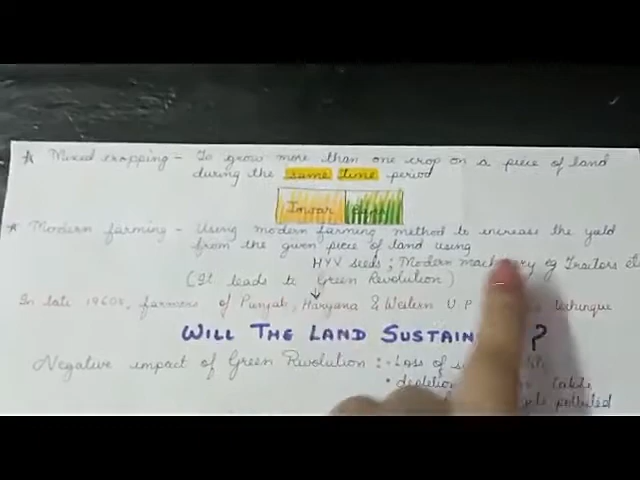 * Mixed cropping - To grow more than one crop on a piece of land
during the same time period
Jowar
* Modern farming - Using modern farming method to increase the yield
from the given piece of land using
HYV seeds ; Modern machinery eg Tractors etc
(It leads to Green Revolution)
In late 1960s, farmers of Punjab, Haryana & Western U.P technique
WILL THE LAND SUSTAIN ?
Negative impact of Green Revolution : • Loss of
• depletion table
polluted